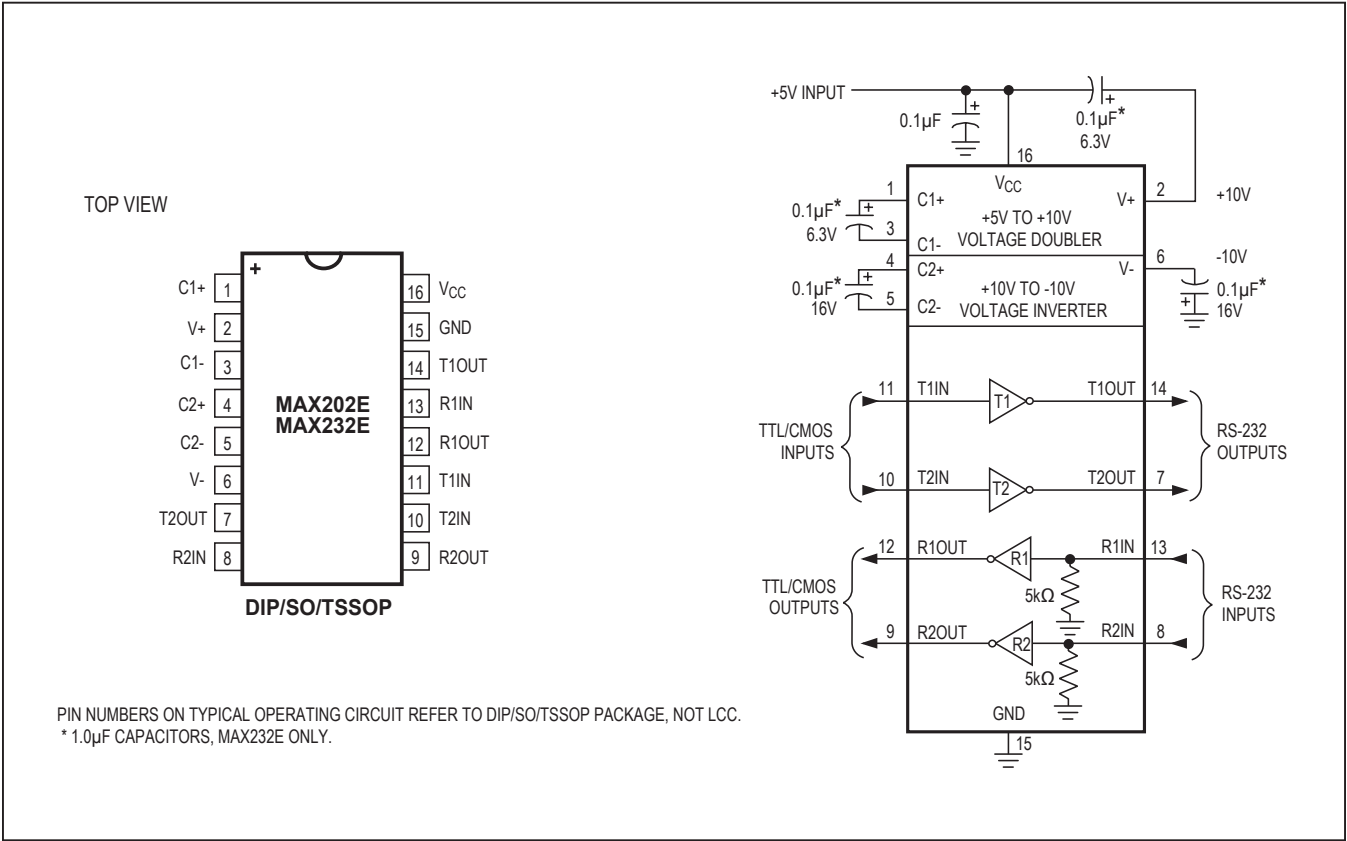 TOP VIEW
+
C1+ 1
V+ 2
C1- 3
C2+ 4
C2- 5
V- 6
T2OUT 7
R2IN 8
16 VCC
15 GND
14 T1OUT
13 R1IN
12 R1OUT
11 T1IN
10 T2IN
9 R2OUT
MAX202E
MAX232E
DIP/SO/TSSOP
PIN NUMBERS ON TYPICAL OPERATING CIRCUIT REFER TO DIP/SO/TSSOP PACKAGE, NOT LCC.
* 1.0µF CAPACITORS, MAX232E ONLY.
+5V INPUT
0.1µF
+
0.1µF*
6.3V
+
16
VCC
1
C1+
0.1µF*
6.3V
+
3
C1-
+5V TO +10V
VOLTAGE DOUBLER
V+
2
+10V
4
C2+
0.1µF*
16V
+
5
C2-
+10V TO -10V
VOLTAGE INVERTER
V-
6
-10V
0.1µF*
16V
+
11 T1IN T1 T1OUT 14
TTL/CMOS
INPUTS
RS-232
OUTPUTS
10 T2IN T2 T2OUT 7
12 R1OUT R1 R1IN 13
5kΩ
TTL/CMOS
OUTPUTS
RS-232
INPUTS
9 R2OUT R2 R2IN 8
5kΩ
GND
15